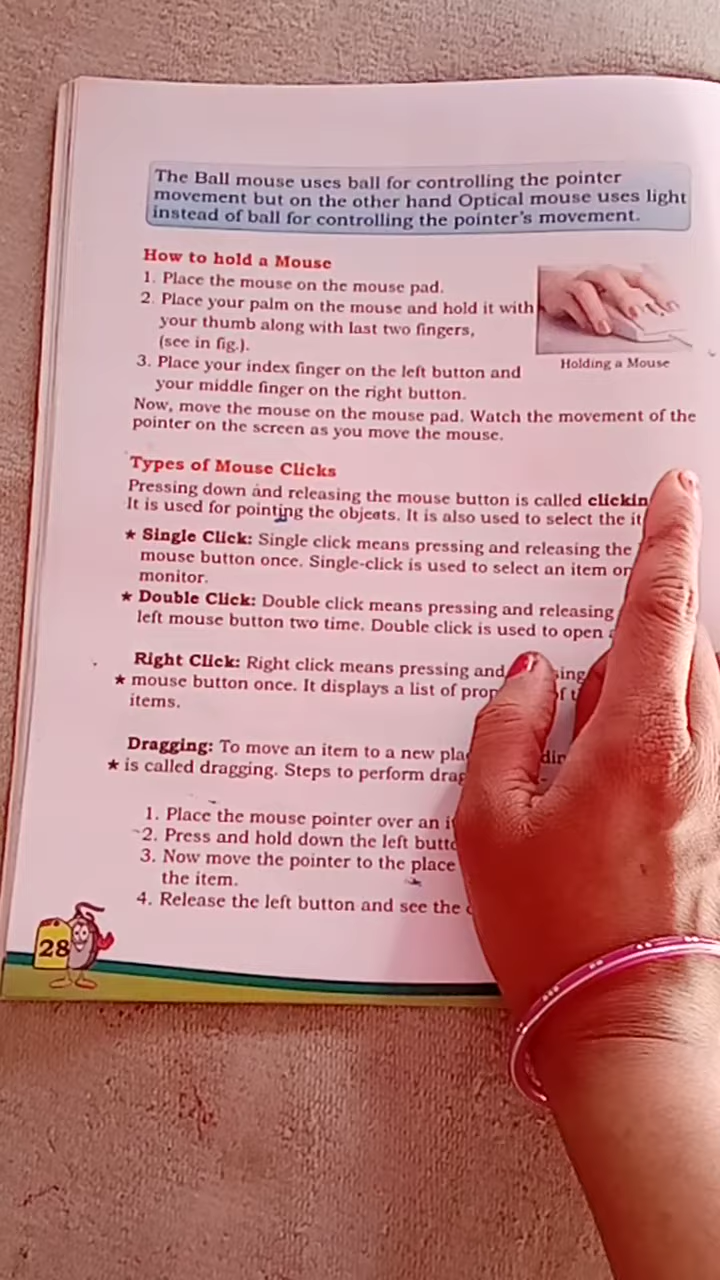 The Ball mouse uses ball for controlling the pointer
movement but on the other hand Optical mouse uses light
instead of ball for controlling the pointer's movement.
How to hold a Mouse
1. Place the mouse on the mouse pad.
2. Place your palm on the mouse and hold it with
your thumb along with last two fingers,
(see in fig.).
3. Place your index finger on the left button and
your middle finger on the right button.
Holding a Mouse
Now, move the mouse on the mouse pad. Watch the movement of the
pointer on the screen as you move the mouse.
Types of Mouse Clicks
Pressing down and releasing the mouse button is called clickin
It is used for pointing the objects. It is also used to select the it
★ Single Click: Single click means pressing and releasing the
mouse button once. Single-click is used to select an item on
monitor.
★ Double Click: Double click means pressing and releasing
left mouse button two time. Double click is used to open
Right Click: Right click means pressing and sing
★ mouse button once. It displays a list of prop f t
items.
Dragging: To move an item to a new pla din
★ is called dragging. Steps to perform drag
1. Place the mouse pointer over an i
2. Press and hold down the left butto
3. Now move the pointer to the place
the item.
4. Release the left button and see the
28